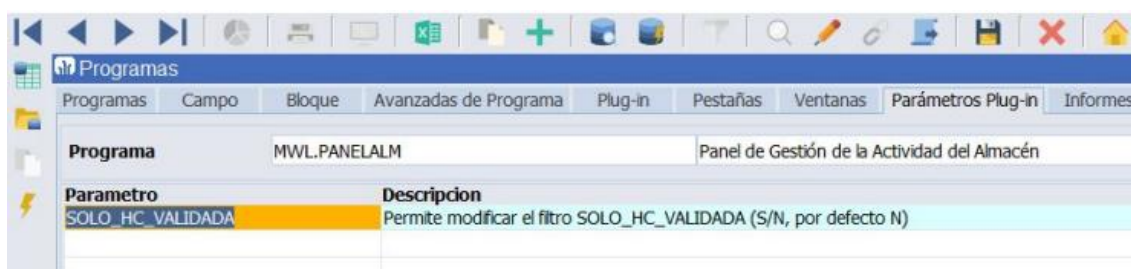 Programas
Programas Campo Bloque Avanzadas de Programa Plug-in Pestañas Ventanas Parámetros Plug-in Informes
Programa MWL.PANELALM Panel de Gestión de la Actividad del Almacén
Parametro Descripcion
SOLO_HC_VALIDADA Permite modificar el filtro SOLO_HC_VALIDADA (S/N, por defecto N)